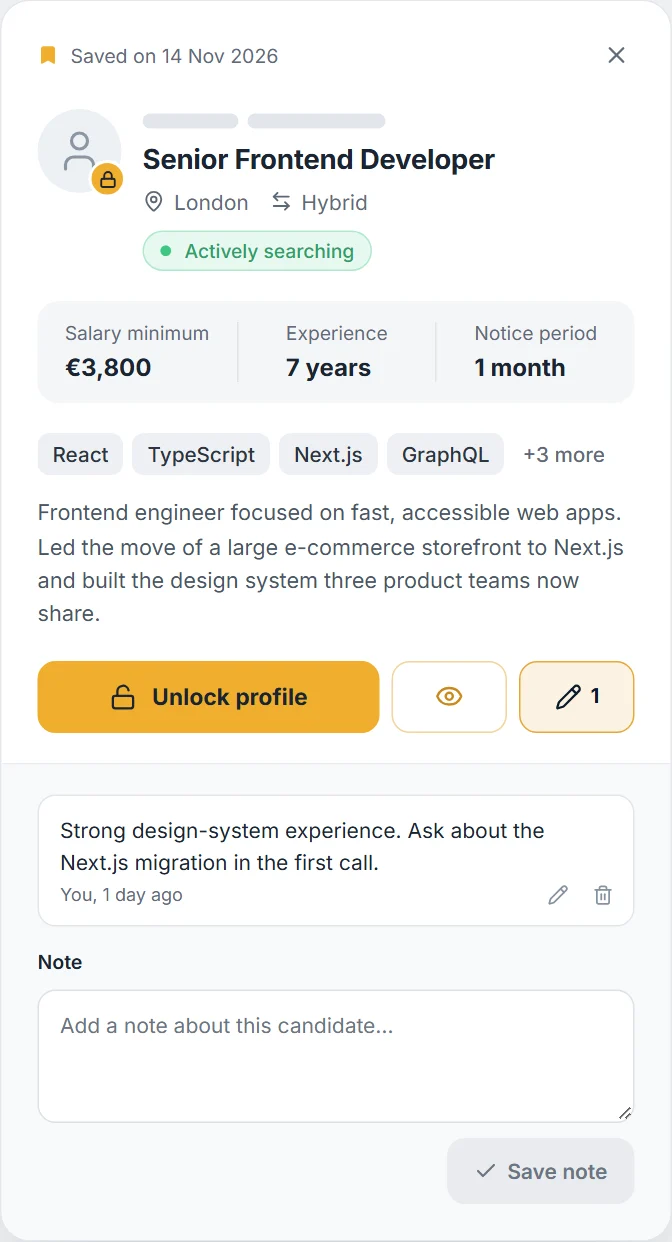 Saved on 14 Nov 2026
Senior Frontend Developer
London Hybrid
Actively searching
Salary minimum Experience Notice period
€3,800 7 years 1 month
React TypeScript Next.js GraphQL +3 more
Frontend engineer focused on fast, accessible web apps.
Led the move of a large e-commerce storefront to Next.js
and built the design system three product teams now
share.
Unlock profile 1
Strong design-system experience. Ask about the
Next.js migration in the first call.
You, 1 day ago
Note
Add a note about this candidate...
Save note